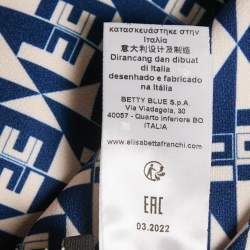 κατασκευάστηκε στην
Ιταλία
意大利设计及制造
Dirancang dan dibuat
di Italia
desenhado e fabricado
na Itália
BETTY BLUE S.p.A
Via Viadagola, 30
40057 - Quarto inferiore BO
ITALIA
www.elisabettafranchi.com
EAC
03.2022